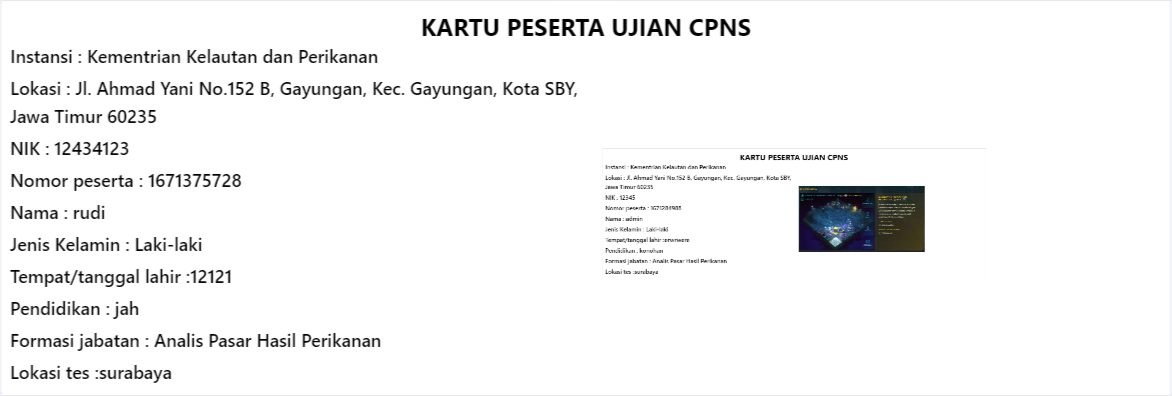 KARTU PESERTA UJIAN CPNS
Instansi : Kementrian Kelautan dan Perikanan
Lokasi : Jl. Ahmad Yani No.152 B, Gayungan, Kec. Gayungan, Kota SBY,
Jawa Timur 60235
NIK : 12434123
Nomor peserta : 1671375728
Nama : rudi
Jenis Kelamin : Laki-laki
Tempat/tanggal lahir :12121
Pendidikan : jah
Formasi jabatan : Analis Pasar Hasil Perikanan
Lokasi tes :surabaya
KARTU PESERTA UJIAN CPNS
Instansi : Kementrian Kelautan dan Perikanan
Lokasi : Jl. Ahmad Yani No.152 B, Gayungan, Kec. Gayungan, Kota SBY,
Jawa Timur 60235
NIK : 12345
Nomor peserta : 1671284988
Nama : admin
Jenis Kelamin : Laki-laki
Tempat/tanggal lahir
Pendidikan : konohan
Formasi jabatan : Analis Pasar Hasil Perikanan
Lokasi tes :surabaya